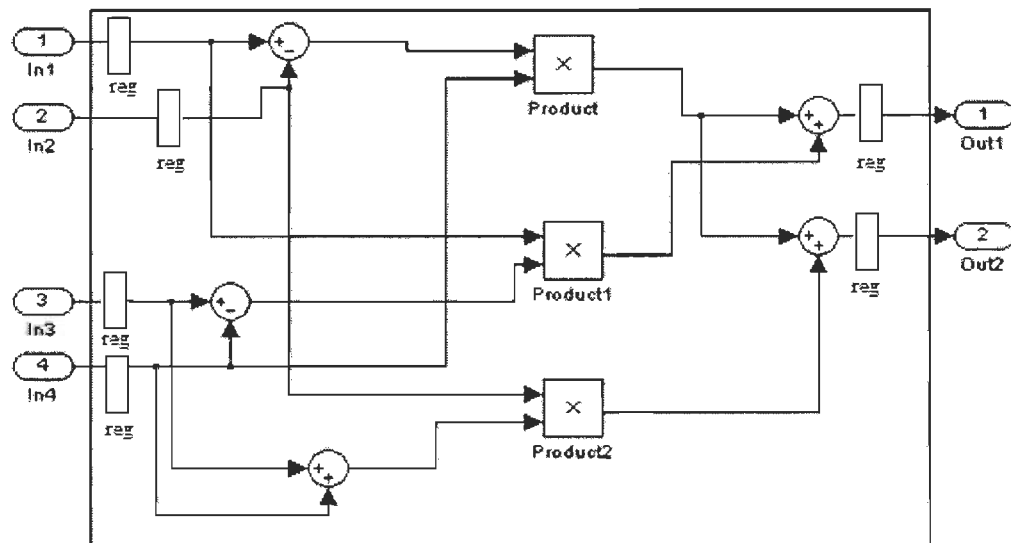 1
In1
reg
2
In2
reg
+
−
×
Product
+
+
reg
1
Out1
×
Product1
+
+
reg
2
Out2
3
In3
reg
+
−
4
In4
reg
×
Product2
+
+